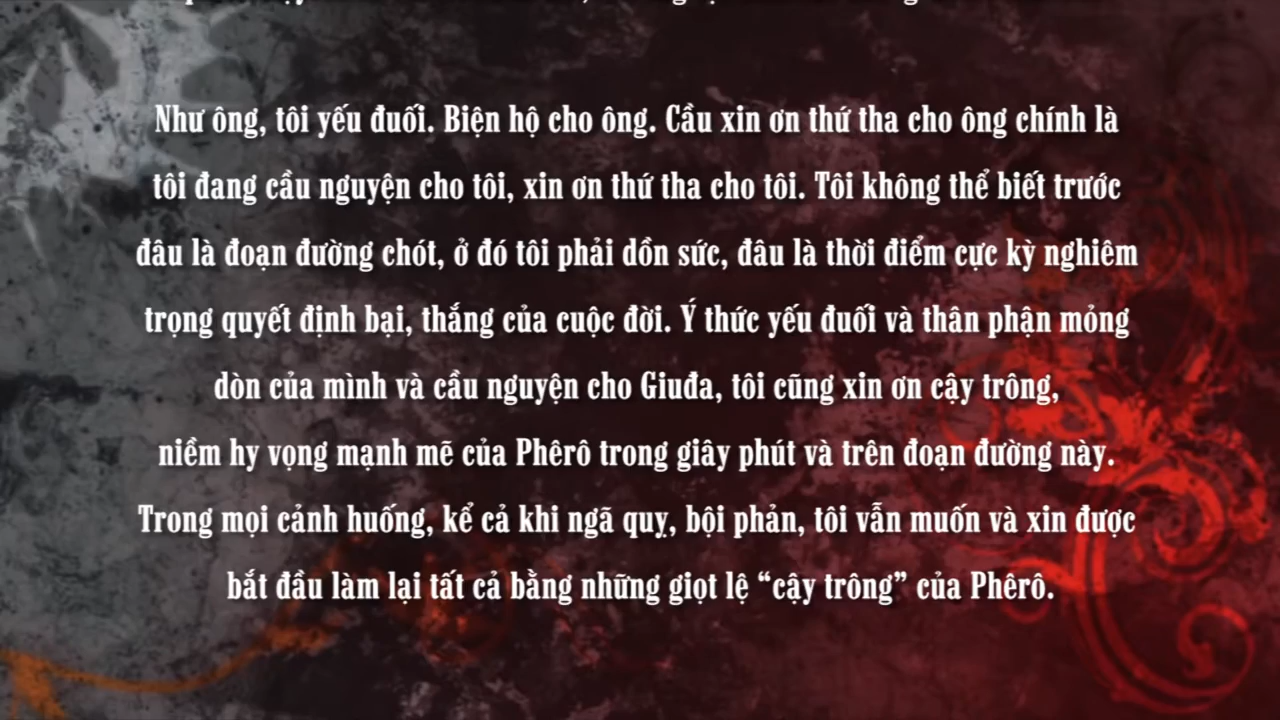 Như ông, tôi yếu đuối. Biện hộ cho ông. Cầu xin ơn thứ tha cho ông chính là
tôi đang cầu nguyện cho tôi, xin ơn thứ tha cho tôi. Tôi không thể biết trước
đâu là đoạn đường chót, ở đó tôi phải dồn sức, đâu là thời điểm cực kỳ nghiêm
trọng quyết định bại, thắng của cuộc đời. Ý thức yếu đuối và thân phận mỏng
dòn của mình và cầu nguyện cho Giuđa, tôi cũng xin ơn cậy trông,
niềm hy vọng mạnh mẽ của Phêrô trong giây phút và trên đoạn đường này.
Trong mọi cảnh huống, kể cả khi ngã quỵ, bội phản, tôi vẫn muốn và xin được
bắt đầu làm lại tất cả bằng những giọt lệ “cậy trông” của Phêrô.